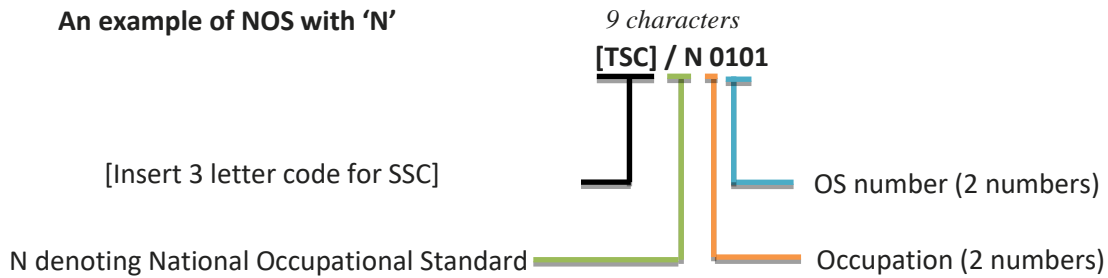 An example of NOS with ‘N’
9 characters
[TSC] / N 0101
[Insert 3 letter code for SSC]
OS number (2 numbers)
N denoting National Occupational Standard
Occupation (2 numbers)